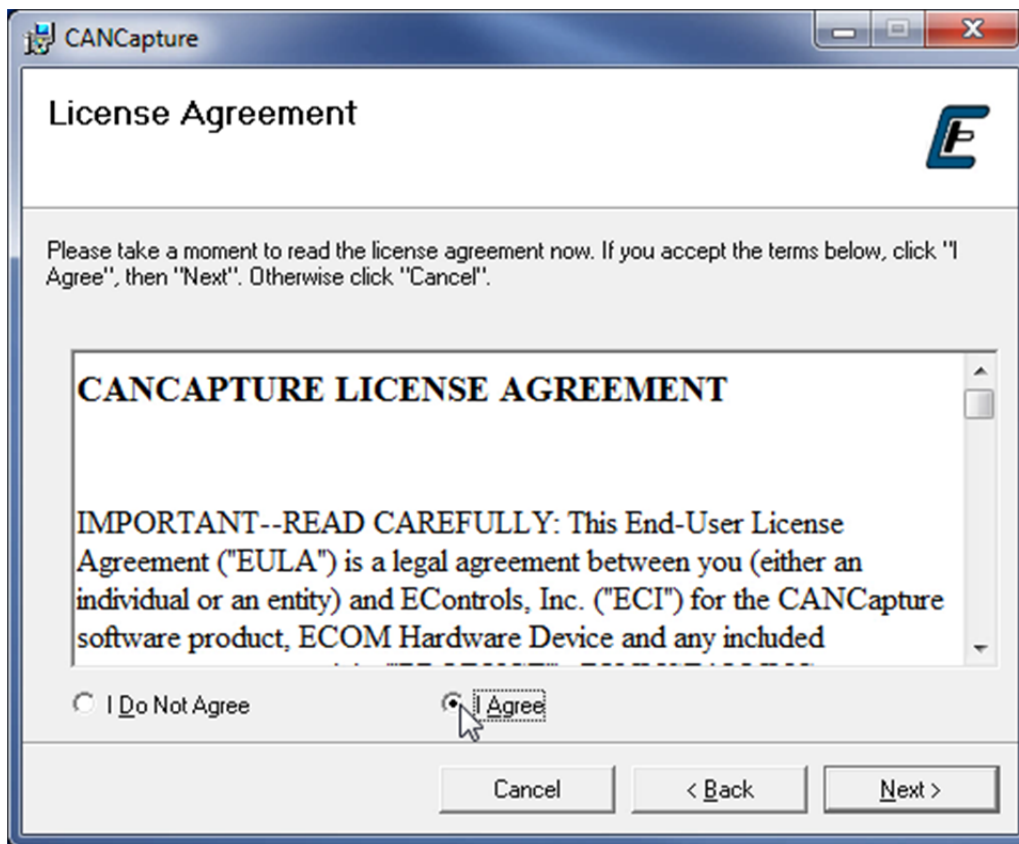 CANCapture
License Agreement
Please take a moment to read the license agreement now. If you accept the terms below, click "I
Agree", then "Next". Otherwise click "Cancel".
CANCAPTURE LICENSE AGREEMENT
IMPORTANT--READ CAREFULLY: This End-User License
Agreement ("EULA") is a legal agreement between you (either an
individual or an entity) and EControls, Inc. ("ECI") for the CANCapture
software product, ECOM Hardware Device and any included
I Do Not Agree
I Agree
Cancel
< Back
Next >